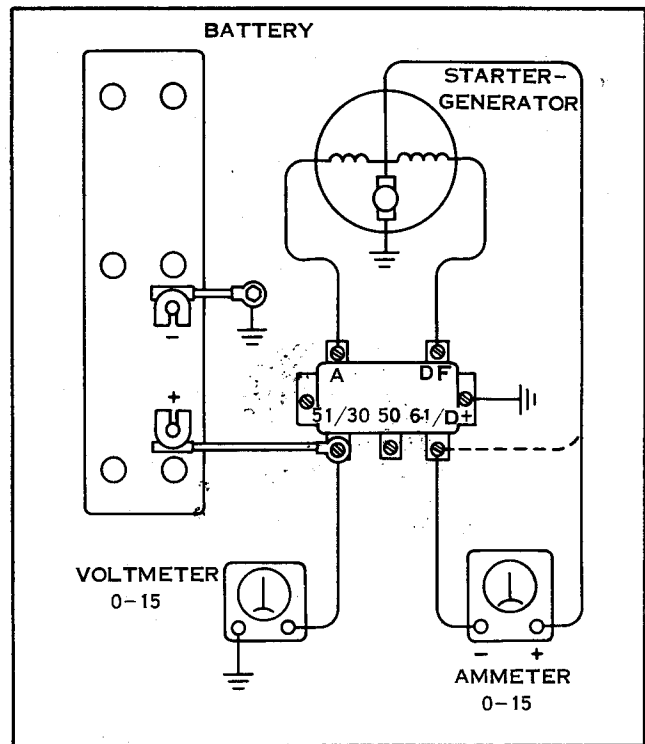 BATTERY
STARTER-
GENERATOR
-
+
A DF
51/30 50 61/D+
VOLTMETER
0-15
- +
AMMETER
0-15